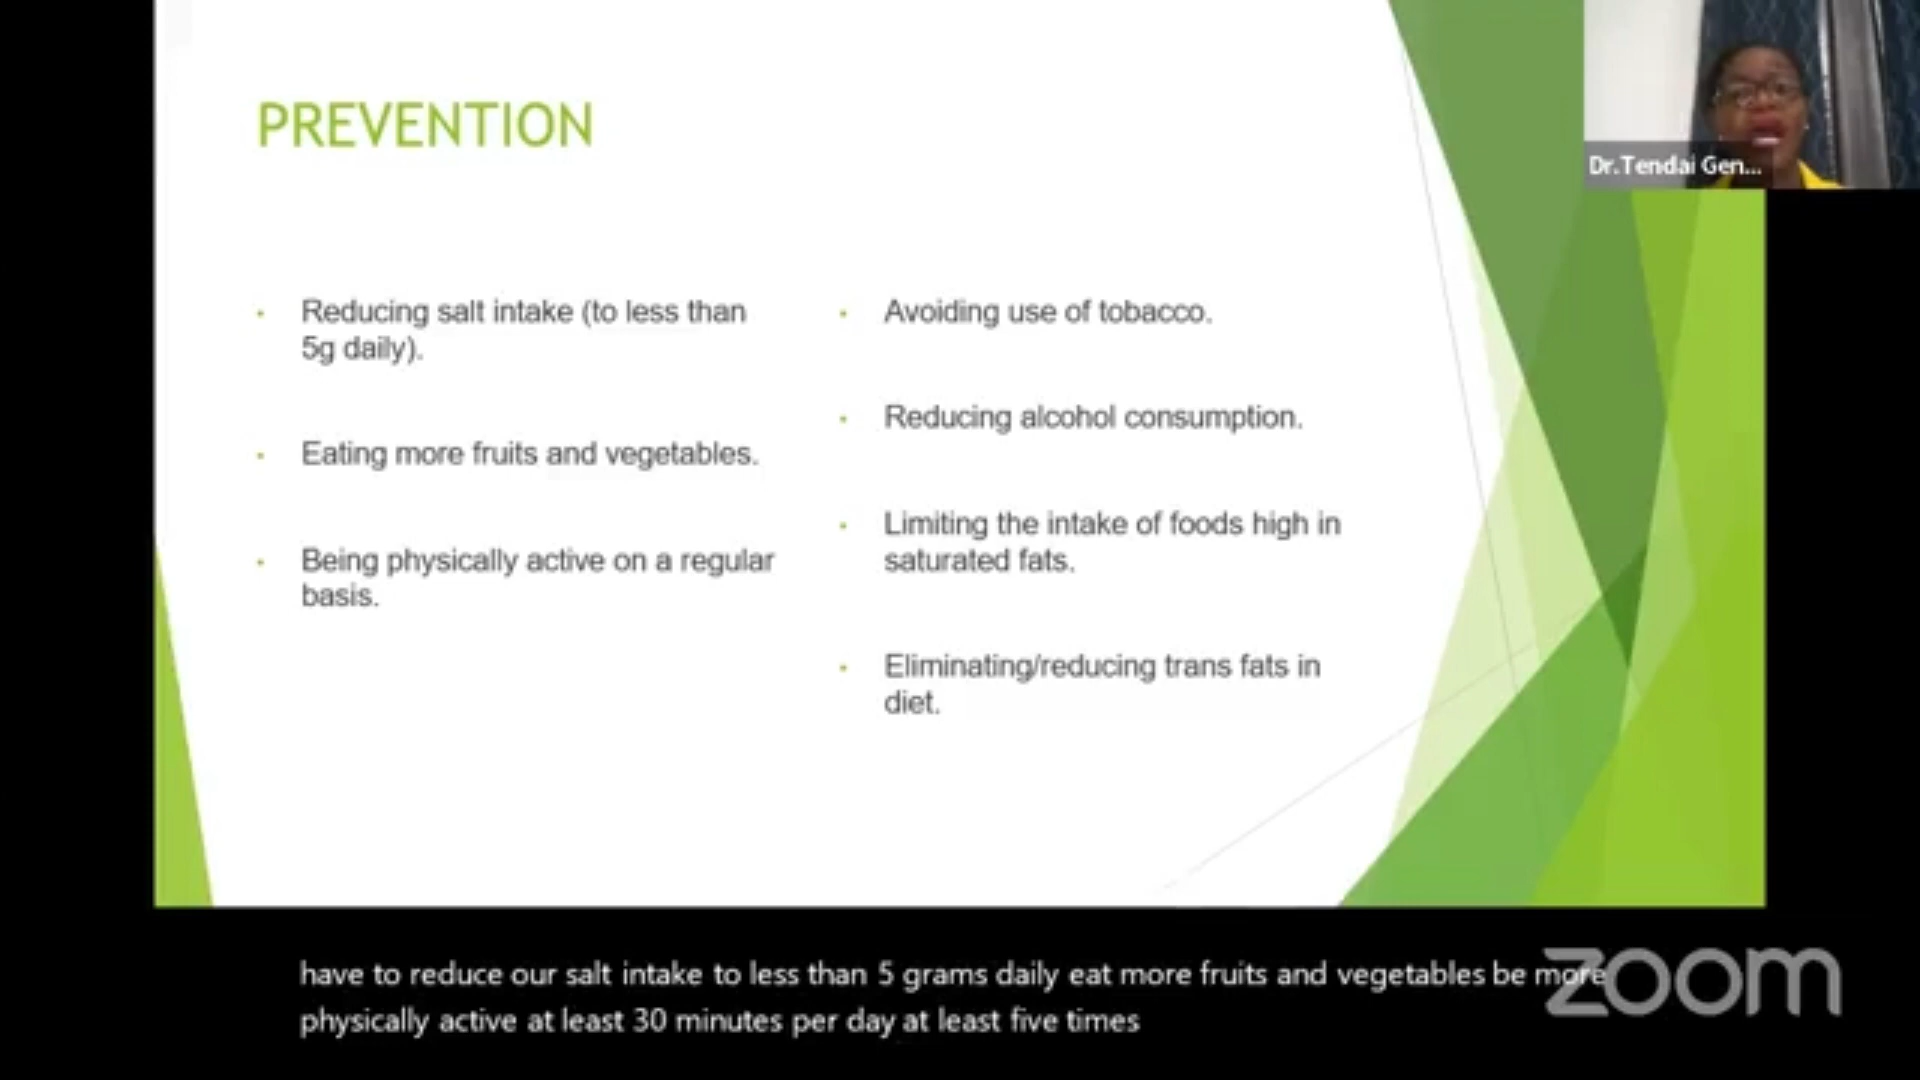 PREVENTION
Dr.Tendai Gen...
• Reducing salt intake (to less than
5g daily).
• Eating more fruits and vegetables.
• Being physically active on a regular
basis.
• Avoiding use of tobacco.
• Reducing alcohol consumption.
• Limiting the intake of foods high in
saturated fats.
• Eliminating/reducing trans fats in
diet.
have to reduce our salt intake to less than 5 grams daily eat more fruits and vegetables be more
physically active at least 30 minutes per day at least five times
zoom